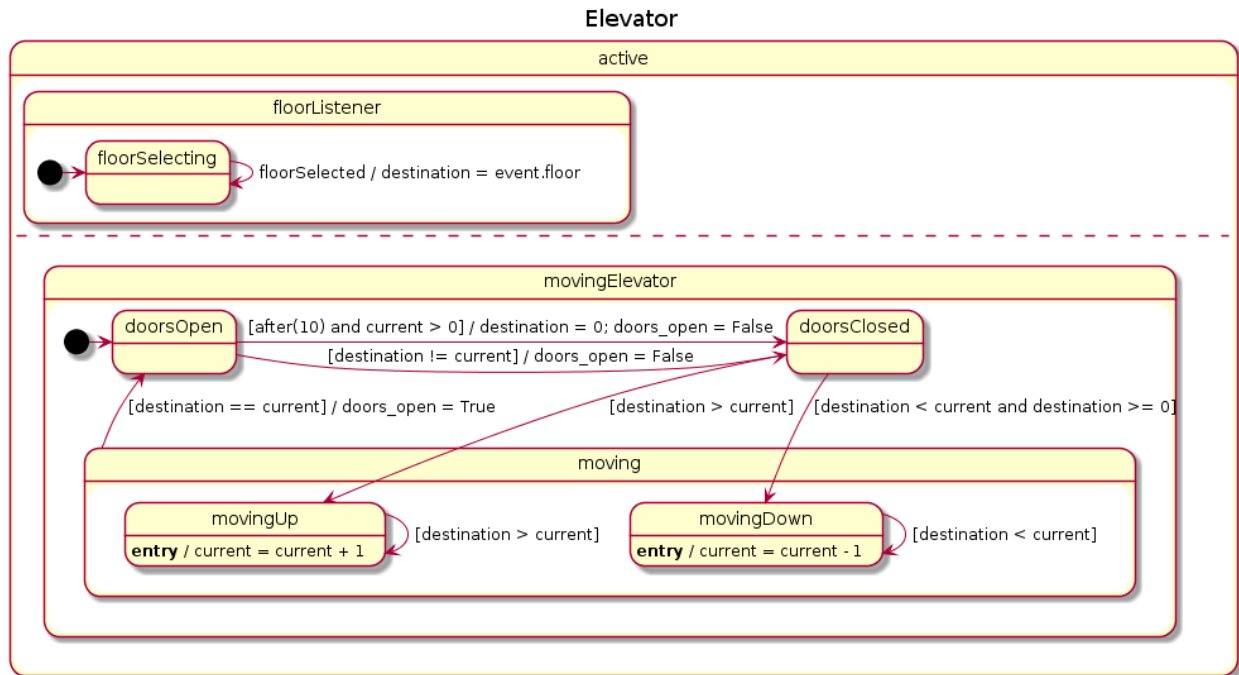 Elevator
active
floorListener
floorSelecting
floorSelected / destination = event.floor
movingElevator
doorsOpen
[after(10) and current > 0] / destination = 0; doors_open = False
doorsClosed
[destination != current] / doors_open = False
[destination == current] / doors_open = True
[destination > current]
[destination < current and destination >= 0]
moving
movingUp
entry / current = current + 1
[destination > current]
movingDown
entry / current = current - 1
[destination < current]